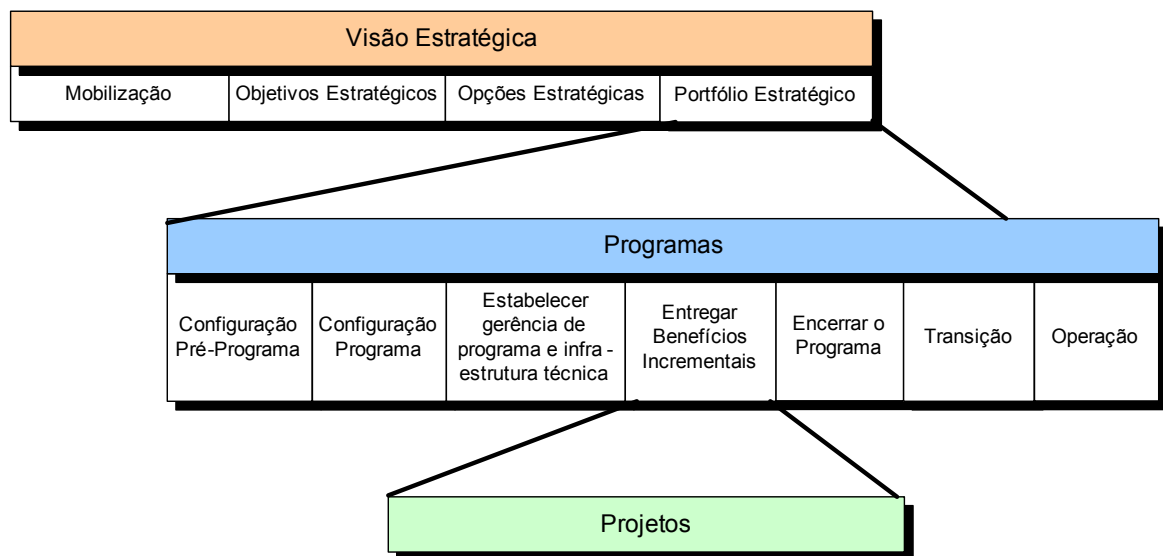 Visão Estratégica
Mobilização
Objetivos Estratégicos
Opções Estratégicas
Portfólio Estratégico
Programas
Configuração
Pré-Programa
Configuração
Programa
Estabelecer
gerência de
programa e infra -
estrutura técnica
Entregar
Benefícios
Incrementais
Encerrar o
Programa
Transição
Operação
Projetos